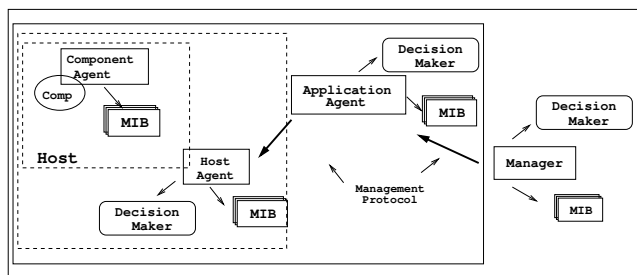 Component
Agent
Comp
MIB
Host
Host
Agent
Decision
Maker
MIB
Decision
Maker
Application
Agent
MIB
Management
Protocol
Decision
Maker
Manager
MIB